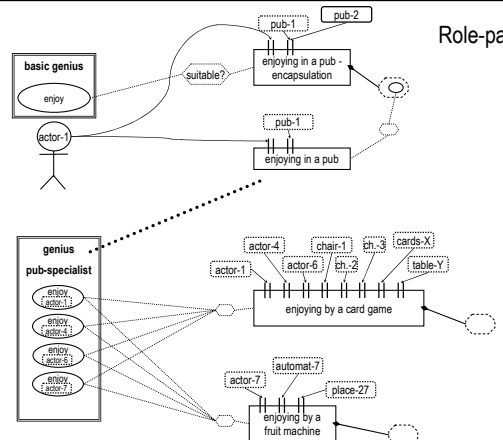 Role-pa
pub-2
pub-1
enjoying in a pub -
encapsulation
basic genius
suitable?
enjoy
actor-1
pub-1
enjoying in a pub
genius
pub-specialist
actor-4
chair-1
ch.-3
cards-X
actor-1
actor-6
ch.-2
table-Y
enjoy
actor-1
enjoy
actor-4
enjoy
actor-6
enjoy
actor-7
enjoying by a card game
automat-7
actor-7
place-27
enjoying by a
fruit machine